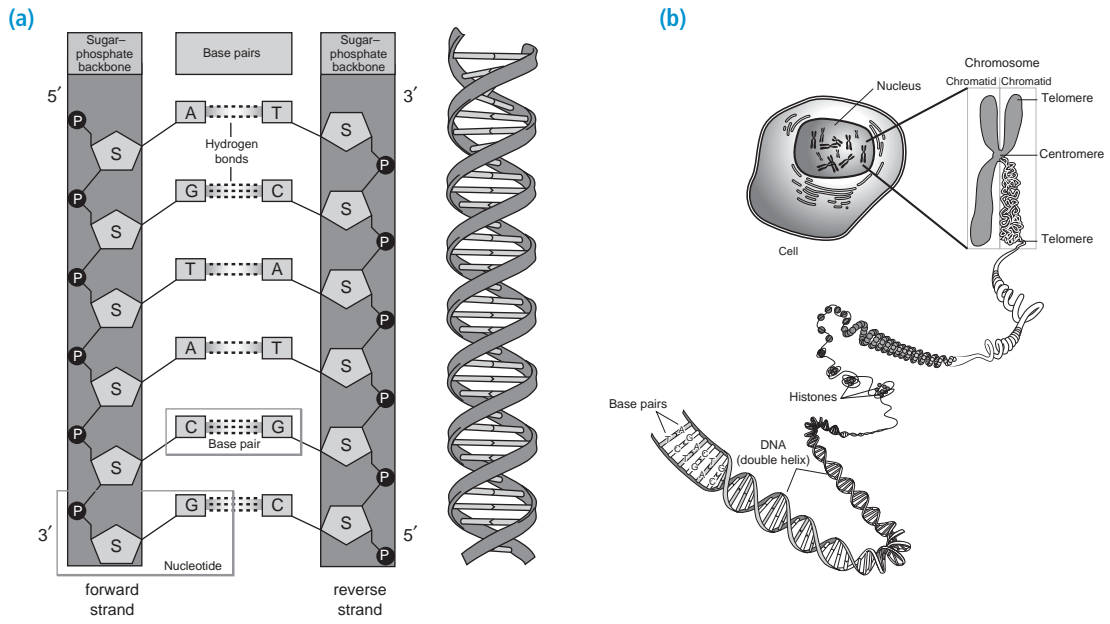 (a)
Sugar–
phosphate
backbone
Base pairs
Sugar–
phosphate
backbone
5′
3′
P
S
A
T
S
P
Hydrogen
bonds
P
S
G
C
S
P
P
S
T
A
S
P
P
S
A
T
S
P
P
S
C
G
S
P
Base pair
P
S
G
C
S
P
3′
5′
Nucleotide
forward
strand
reverse
strand
(b)
Chromosome
Chromatid
Chromatid
Nucleus
Telomere
Centromere
Telomere
Cell
Histones
Base pairs
DNA
(double helix)